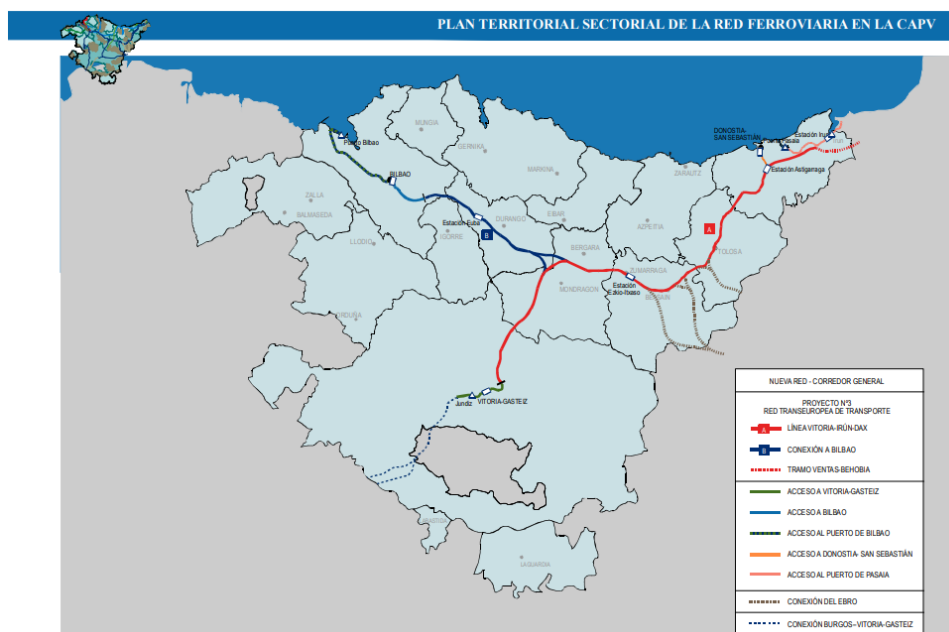 PLAN TERRITORIAL SECTORIAL DE LA RED FERROVIARIA EN LA CAPV
MUNGIA
Puerto Bilbao
GERNIKA
DONOSTIA-
SAN SEBASTIÁN
Estación Irun
Pasaia
MARKINA
ZARAUTZ
Estación Astigarraga
BILBAO
ZALLA
BALMASEDA
Estación Euba
DURANGO
EIBAR
AZPEITIA
A
IGORRE
B
LLODIO
BERGARA
TOLOSA
ZUMARRAGA
MONDRAGON
Estación
Ezkio-Itxaso
BEASAIN
ORDUÑA
Jundiz
VITORIA-GASTEIZ
LAGUARDIA
NUEVA RED - CORREDOR GENERAL
PROYECTO Nº3
RED TRANSEUROPEA DE TRANSPORTE
A LÍNEA VITORIA-IRÚN-DAX
B CONEXIÓN A BILBAO
TRAMO VENTAS-BEHOBIA
ACCESO A VITORIA-GASTEIZ
ACCESO A BILBAO
ACCESO AL PUERTO DE BILBAO
ACCESO A DONOSTIA- SAN SEBASTIÁN
ACCESO AL PUERTO DE PASAIA
CONEXIÓN DEL EBRO
CONEXIÓN BURGOS-VITORIA-GASTEIZ